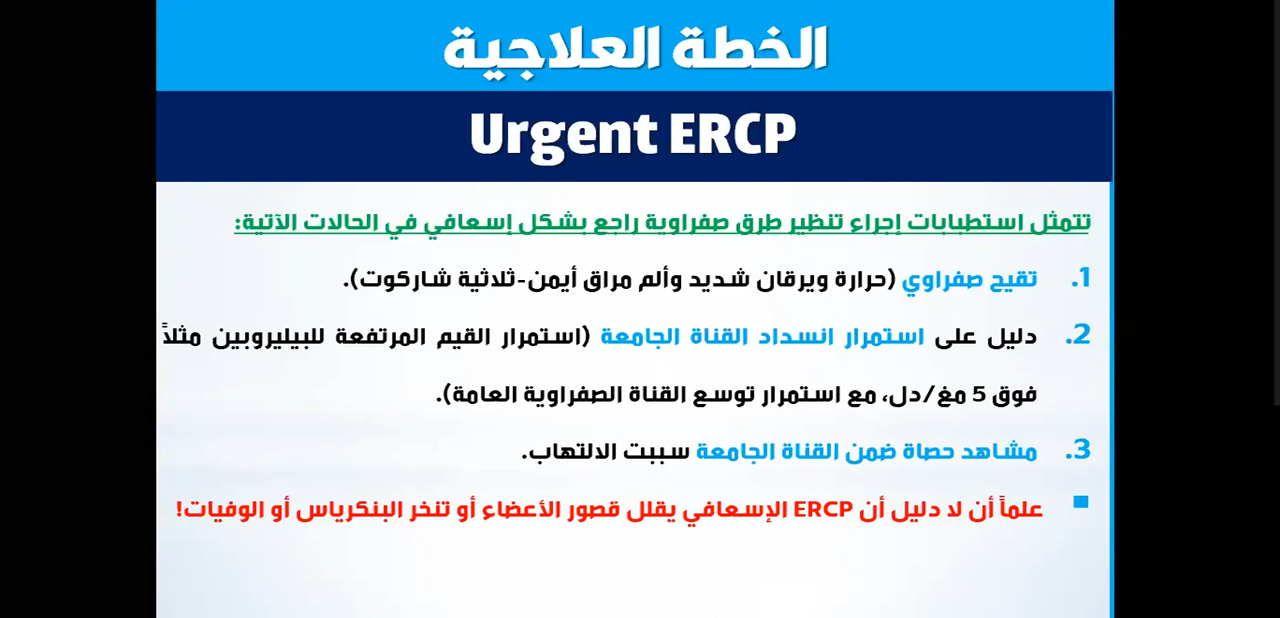 الخطة العلاجية
Urgent ERCP
تتمثل استطبابات إجراء تنظير طرق صفراوية راجع بشكل إسعافي في الحالات الآتية:
1. تقيح صفراوي (حرارة ويرقان شديد وألم مراق أيمن-ثلاثية شاركوت).
2. دليل على استمرار انسداد القناة الجامعة (استمرار القيم المرتفعة للبيليروبين مثلاً
فوق 5 مغ/دل، مع استمرار توسع القناة الصفراوية العامة).
3. مشاهد حصاة ضمن القناة الجامعة سببت الالتهاب.
■ علماً أن لا دليل أن ERCP الإسعافي يقلل قصور الأعضاء أو تنخر البنكرياس أو الوفيات!